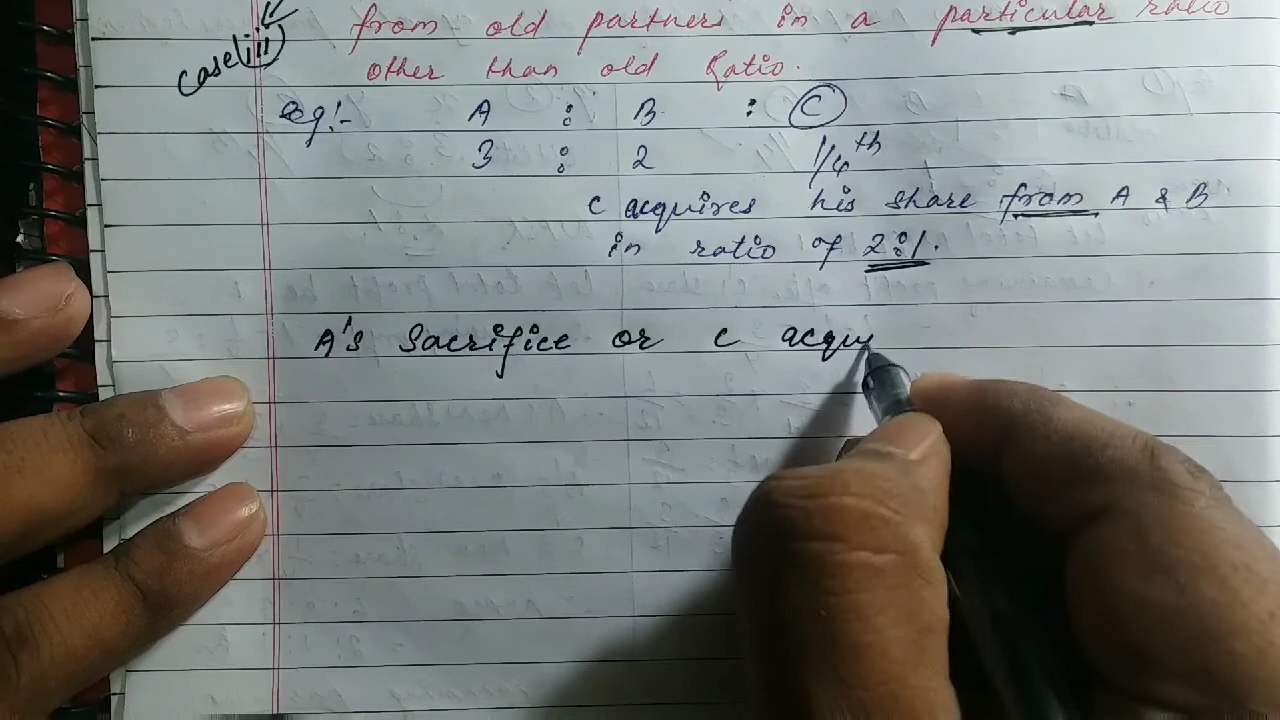 from old partners in a particular ratio
Case(iii) other than old Ratio.
eg:- A : B : C
3 : 2 1/6th
C acquires his share from A & B
in ratio of 2:1.
A's Sacrifice or C acqu